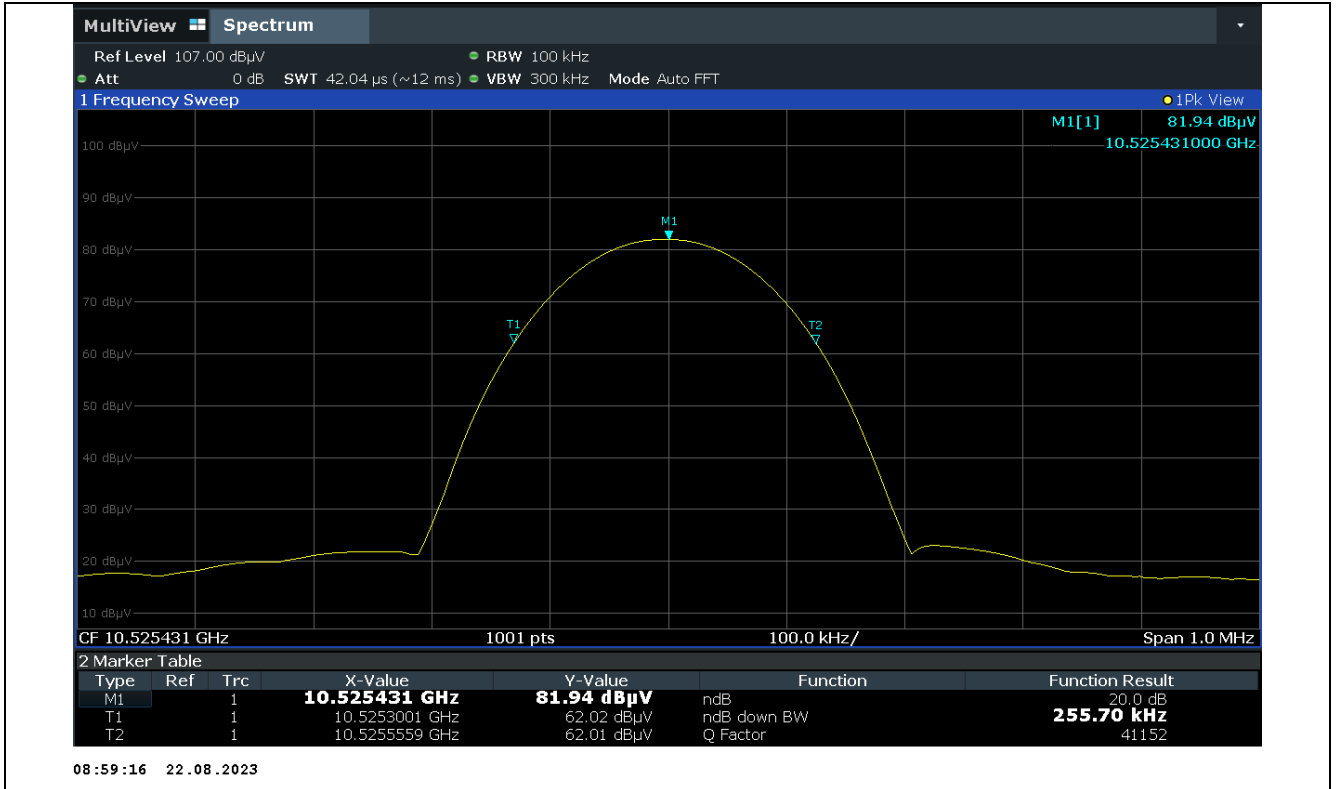 MultiView Spectrum
Ref Level 107.00 dBµV RBW 100 kHz
Att 0 dB SWT 42.04 µs (~12 ms) VBW 300 kHz Mode Auto FFT
1 Frequency Sweep 1Pk View
M1[1] 81.94 dBµV
10.525431000 GHz
100 dBµV
90 dBµV
M1
80 dBµV
70 dBµV
T1 T2
60 dBµV
50 dBµV
40 dBµV
30 dBµV
20 dBµV
10 dBµV
CF 10.525431 GHz 1001 pts 100.0 kHz/ Span 1.0 MHz
2 Marker Table
Type Ref Trc X-Value Y-Value Function Function Result
M1 1 10.525431 GHz 81.94 dBµV ndB 20.0 dB
T1 1 10.5253001 GHz 62.02 dBµV ndB down BW 255.70 kHz
T2 1 10.5255559 GHz 62.01 dBµV Q Factor 41152
08:59:16 22.08.2023